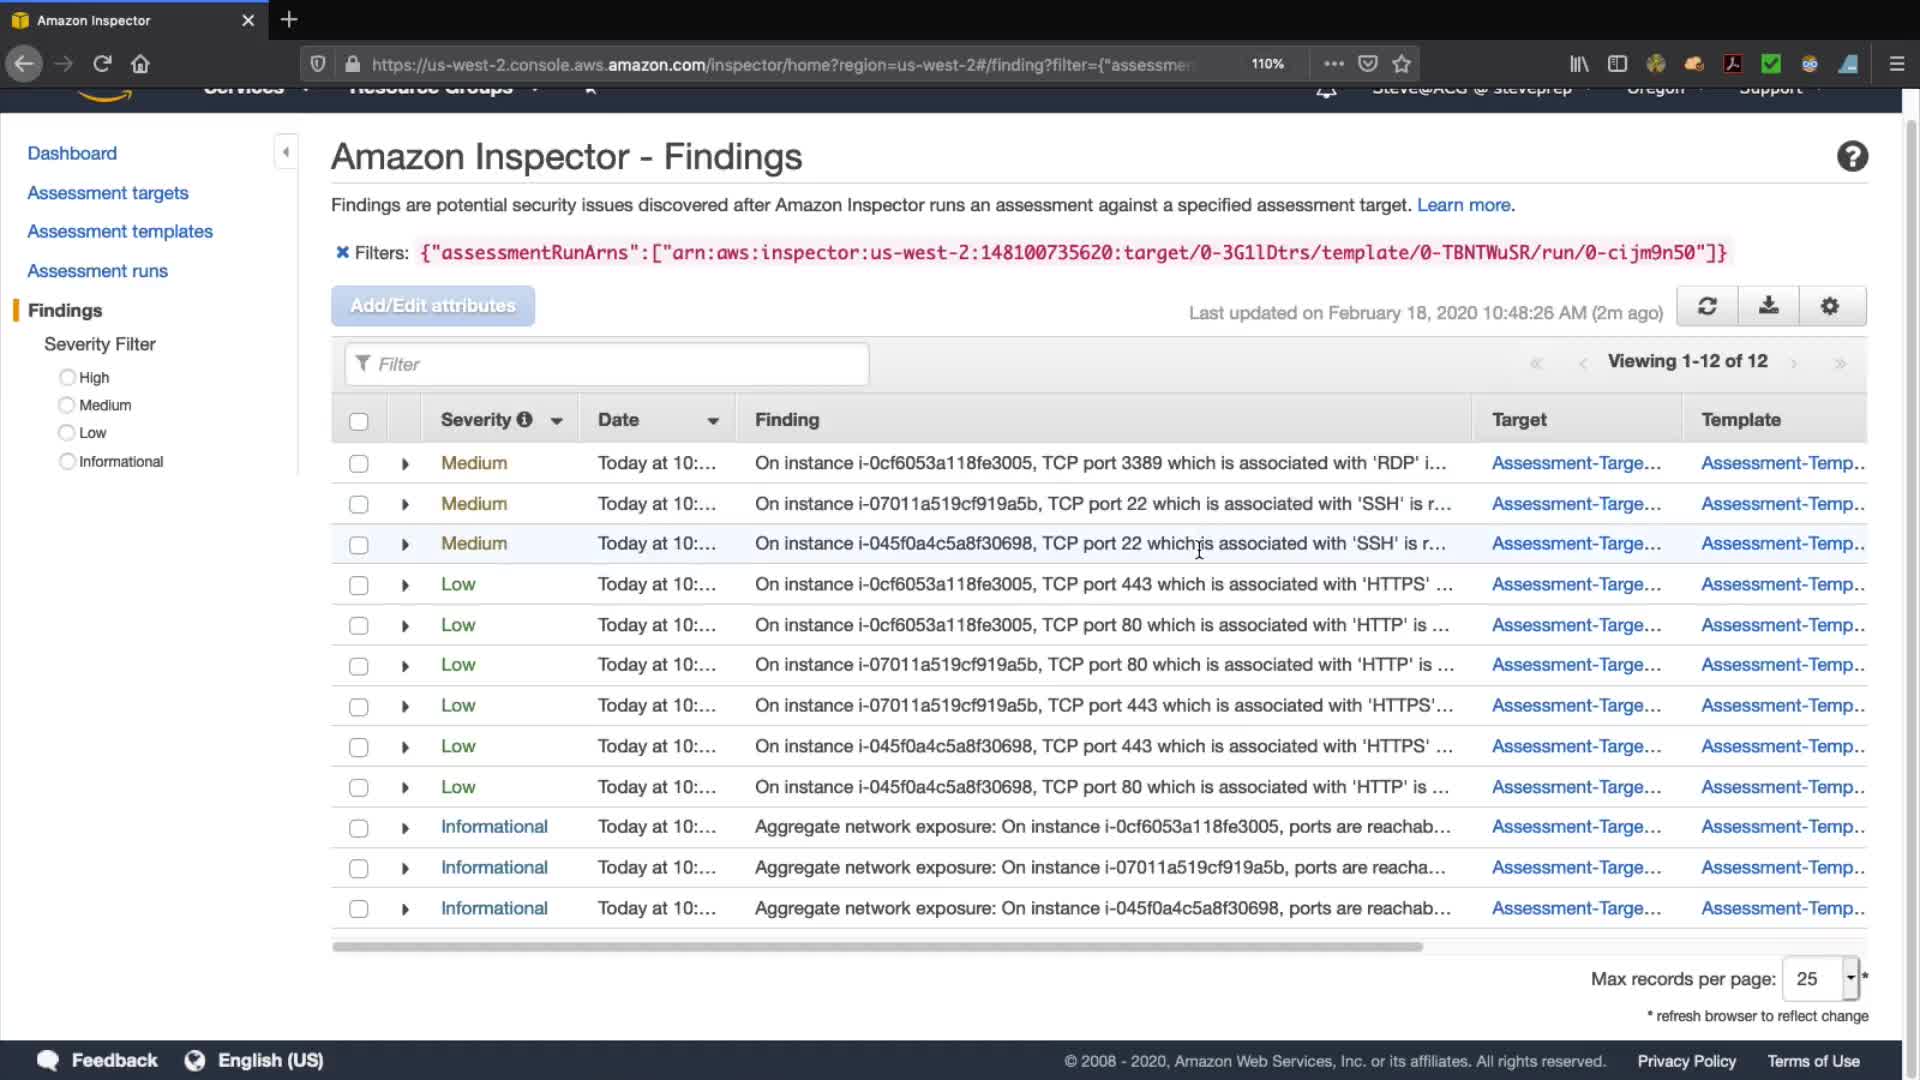 Amazon Inspector
https://us-west-2.console.aws.amazon.com/inspector/home?region=us-west-2#/finding?filter={"assessmen
110%
Services
Resource Groups
Steve@ACG @ steveprep
Oregon
Support
Dashboard
Assessment targets
Assessment templates
Assessment runs
Findings
Severity Filter
High
Medium
Low
Informational
Amazon Inspector - Findings
Findings are potential security issues discovered after Amazon Inspector runs an assessment against a specified assessment target. Learn more.
Filters: {"assessmentRunArns":["arn:aws:inspector:us-west-2:148100735620:target/0-3G1lDtrs/template/0-TBNTWuSR/run/0-cijm9n50"]}
Add/Edit attributes
Last updated on February 18, 2020 10:48:26 AM (2m ago)
Filter
Viewing 1-12 of 12
Severity Date Finding Target Template
Medium Today at 10:... On instance i-0cf6053a118fe3005, TCP port 3389 which is associated with 'RDP' i... Assessment-Targe... Assessment-Temp..
Medium Today at 10:... On instance i-07011a519cf919a5b, TCP port 22 which is associated with 'SSH' is r... Assessment-Targe... Assessment-Temp..
Medium Today at 10:... On instance i-045f0a4c5a8f30698, TCP port 22 which is associated with 'SSH' is r... Assessment-Targe... Assessment-Temp..
Low Today at 10:... On instance i-0cf6053a118fe3005, TCP port 443 which is associated with 'HTTPS' ... Assessment-Targe... Assessment-Temp..
Low Today at 10:... On instance i-0cf6053a118fe3005, TCP port 80 which is associated with 'HTTP' is ... Assessment-Targe... Assessment-Temp..
Low Today at 10:... On instance i-07011a519cf919a5b, TCP port 80 which is associated with 'HTTP' is ... Assessment-Targe... Assessment-Temp..
Low Today at 10:... On instance i-07011a519cf919a5b, TCP port 443 which is associated with 'HTTPS'... Assessment-Targe... Assessment-Temp..
Low Today at 10:... On instance i-045f0a4c5a8f30698, TCP port 443 which is associated with 'HTTPS' ... Assessment-Targe... Assessment-Temp..
Low Today at 10:... On instance i-045f0a4c5a8f30698, TCP port 80 which is associated with 'HTTP' is ... Assessment-Targe... Assessment-Temp..
Informational Today at 10:... Aggregate network exposure: On instance i-0cf6053a118fe3005, ports are reachab... Assessment-Targe... Assessment-Temp..
Informational Today at 10:... Aggregate network exposure: On instance i-07011a519cf919a5b, ports are reacha... Assessment-Targe... Assessment-Temp..
Informational Today at 10:... Aggregate network exposure: On instance i-045f0a4c5a8f30698, ports are reachab... Assessment-Targe... Assessment-Temp..
Max records per page: 25 *
* refresh browser to reflect change
Feedback English (US) © 2008 - 2020, Amazon Web Services, Inc. or its affiliates. All rights reserved. Privacy Policy Terms of Use